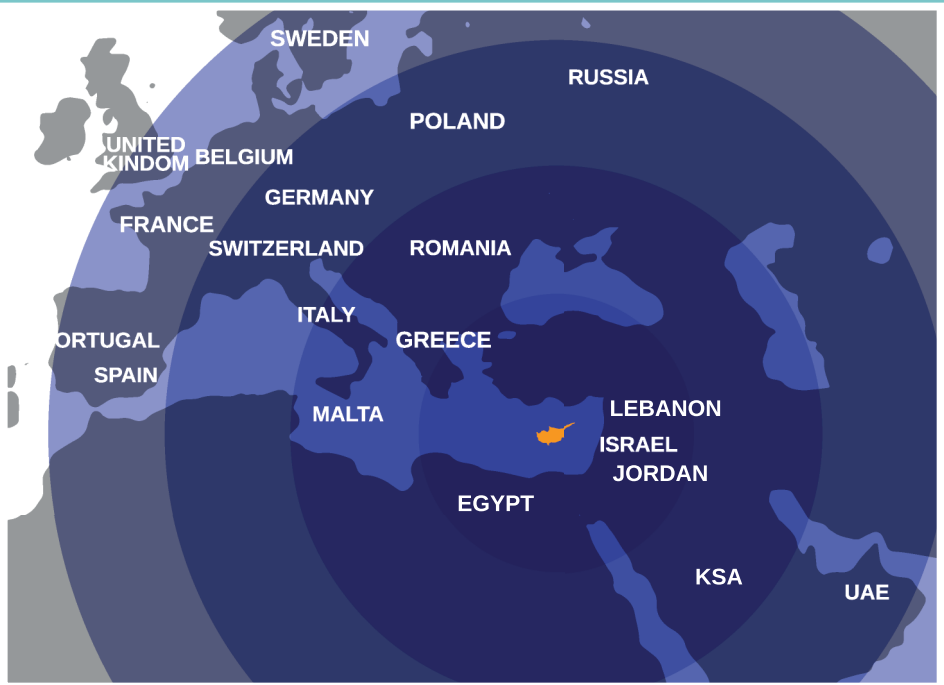 SWEDEN
RUSSIA
POLAND
UNITED
KINDOM
BELGIUM
GERMANY
FRANCE
SWITZERLAND
ROMANIA
ITALY
GREECE
ORTUGAL
SPAIN
MALTA
LEBANON
ISRAEL
JORDAN
EGYPT
KSA
UAE